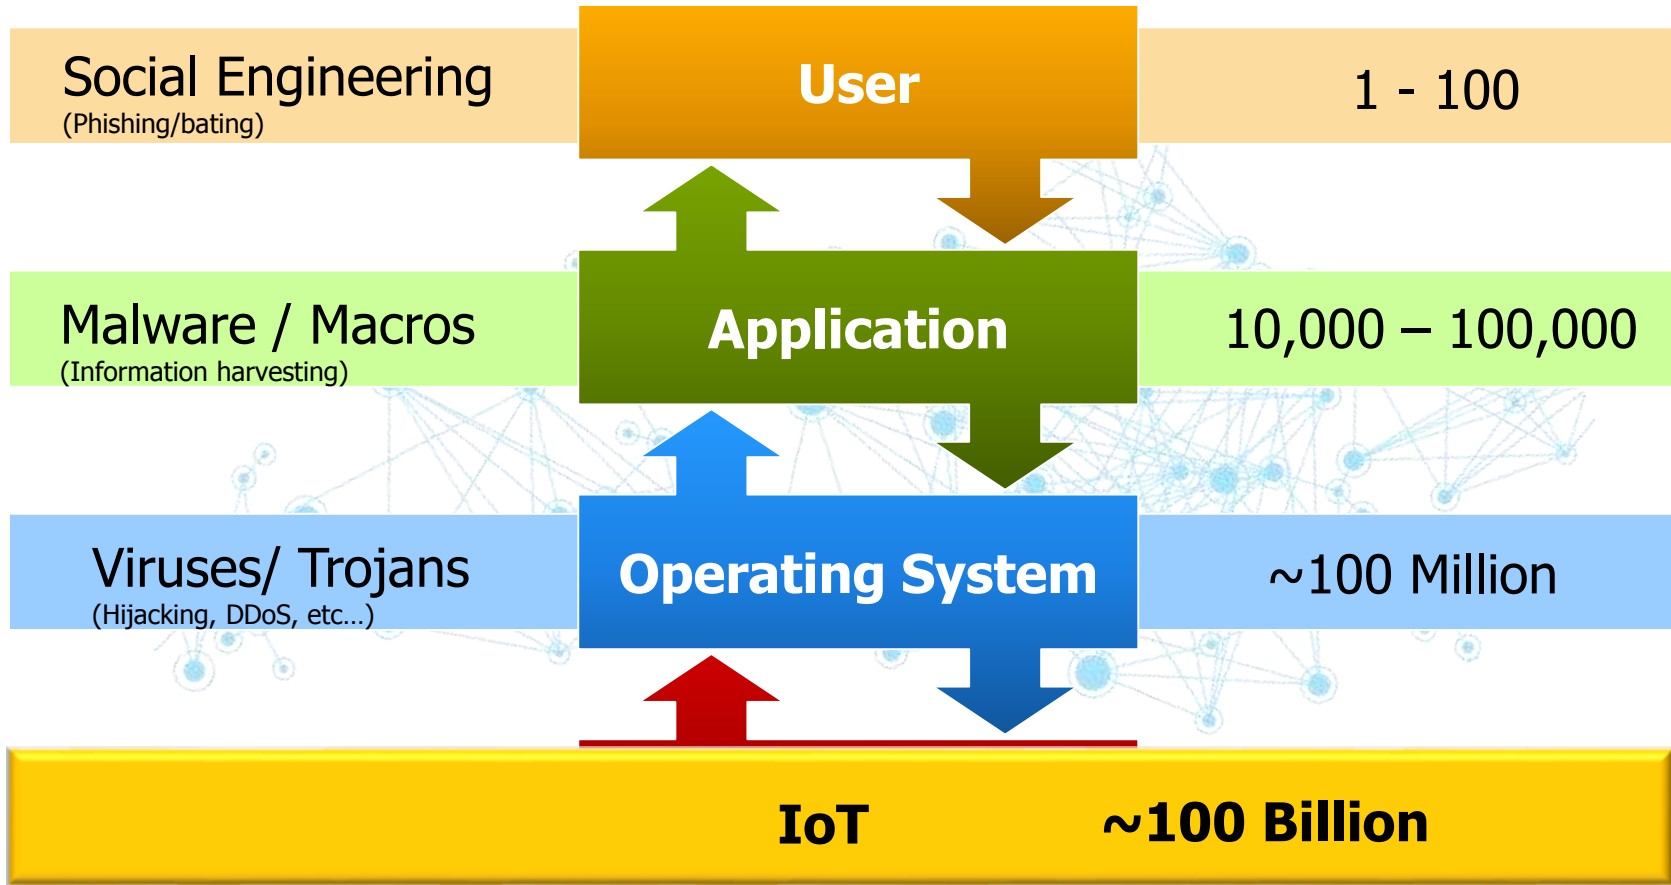 Social Engineering
(Phishing/bating)
User
1 - 100
Malware / Macros
(Information harvesting)
Application
10,000 – 100,000
Viruses/ Trojans
(Hijacking, DDoS, etc...)
Operating System
~100 Million
IoT
~100 Billion